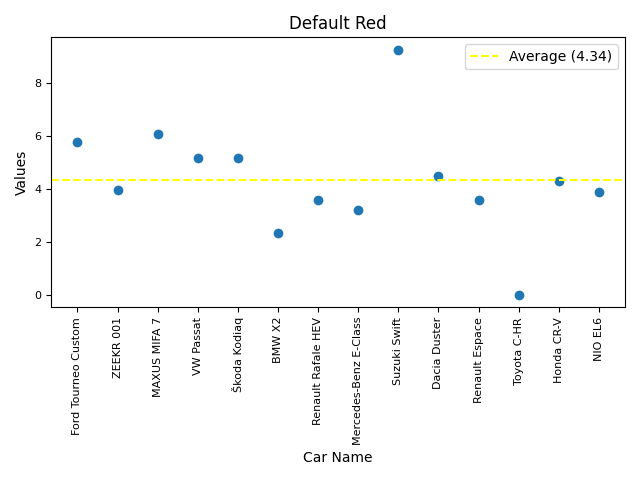 Default Red
Average (4.34)
Values
8
6
4
2
0
Ford Tourneo Custom
ZEEKR 001
MAXUS MIFA 7
VW Passat
Škoda Kodiaq
BMW X2
Renault Rafale HEV
Mercedes-Benz E-Class
Suzuki Swift
Dacia Duster
Renault Espace
Toyota C-HR
Honda CR-V
NIO EL6
Car Name